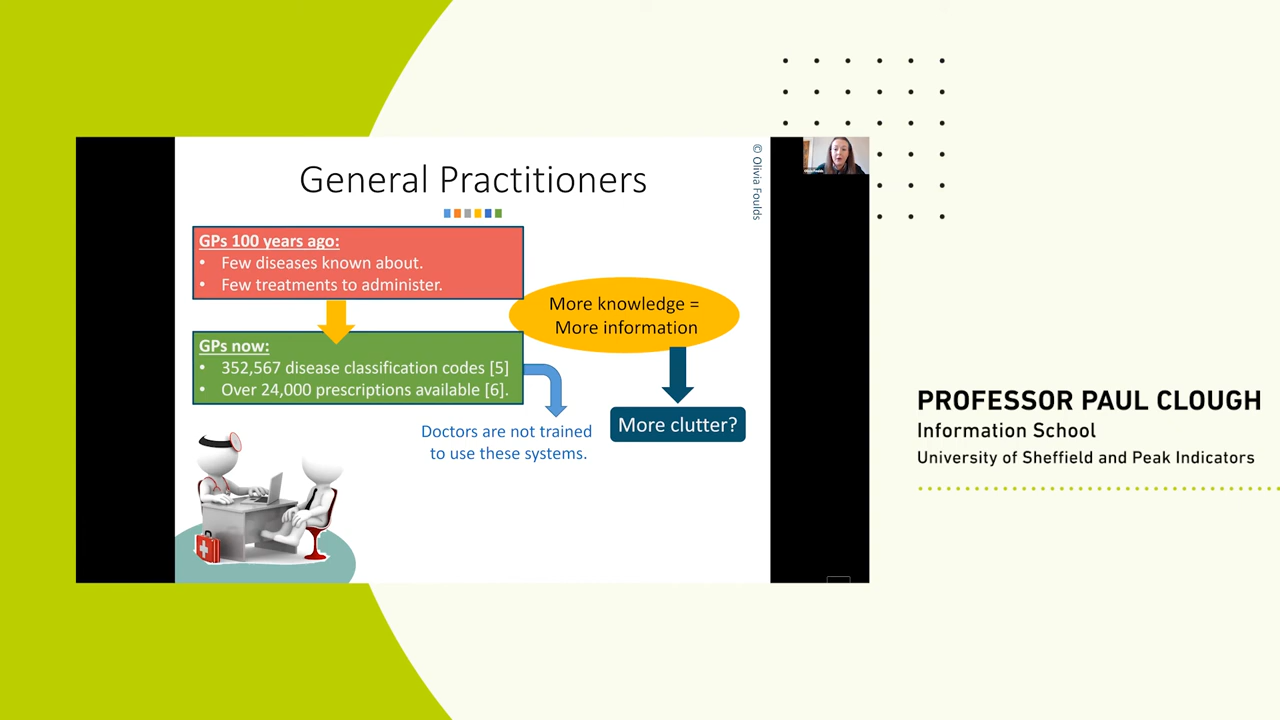 General Practitioners
© Olivia Foulds
GPs 100 years ago:
• Few diseases known about.
• Few treatments to administer.
More knowledge =
More information
GPs now:
• 352,567 disease classification codes [5]
• Over 24,000 prescriptions available [6].
More clutter?
Doctors are not trained
to use these systems.
Olivia Foulds
PROFESSOR PAUL CLOUGH
Information School
University of Sheffield and Peak Indicators